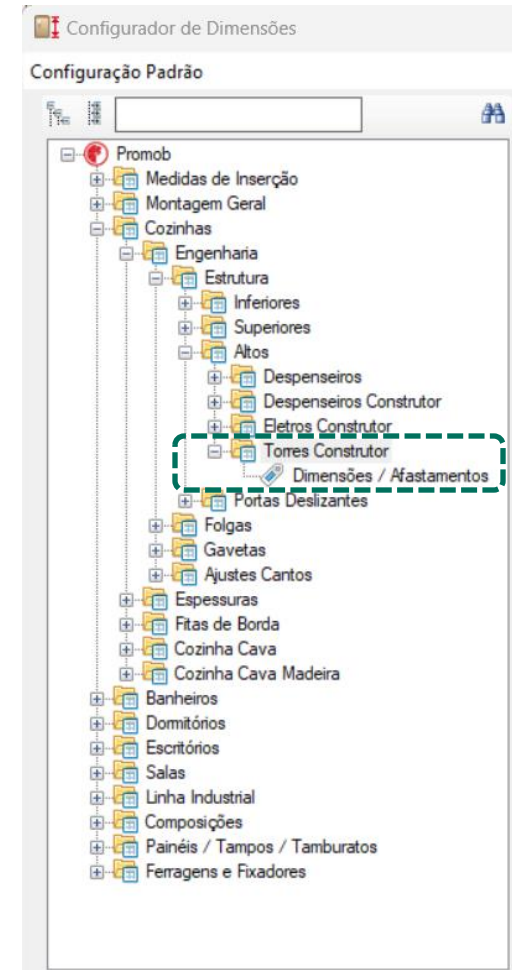 Configurador de Dimensões
Configuração Padrão
Promob
Medidas de Inserção
Montagem Geral
Cozinhas
Engenharia
Estrutura
Inferiores
Superiores
Altos
Despenseiros
Despenseiros Construtor
Eletros Construtor
Torres Construtor
Dimensões / Afastamentos
Portas Deslizantes
Folgas
Gavetas
Ajustes Cantos
Espessuras
Fitas de Borda
Cozinha Cava
Cozinha Cava Madeira
Banheiros
Dormitórios
Escritórios
Salas
Linha Industrial
Composições
Painéis / Tampos / Tamburatos
Ferragens e Fixadores